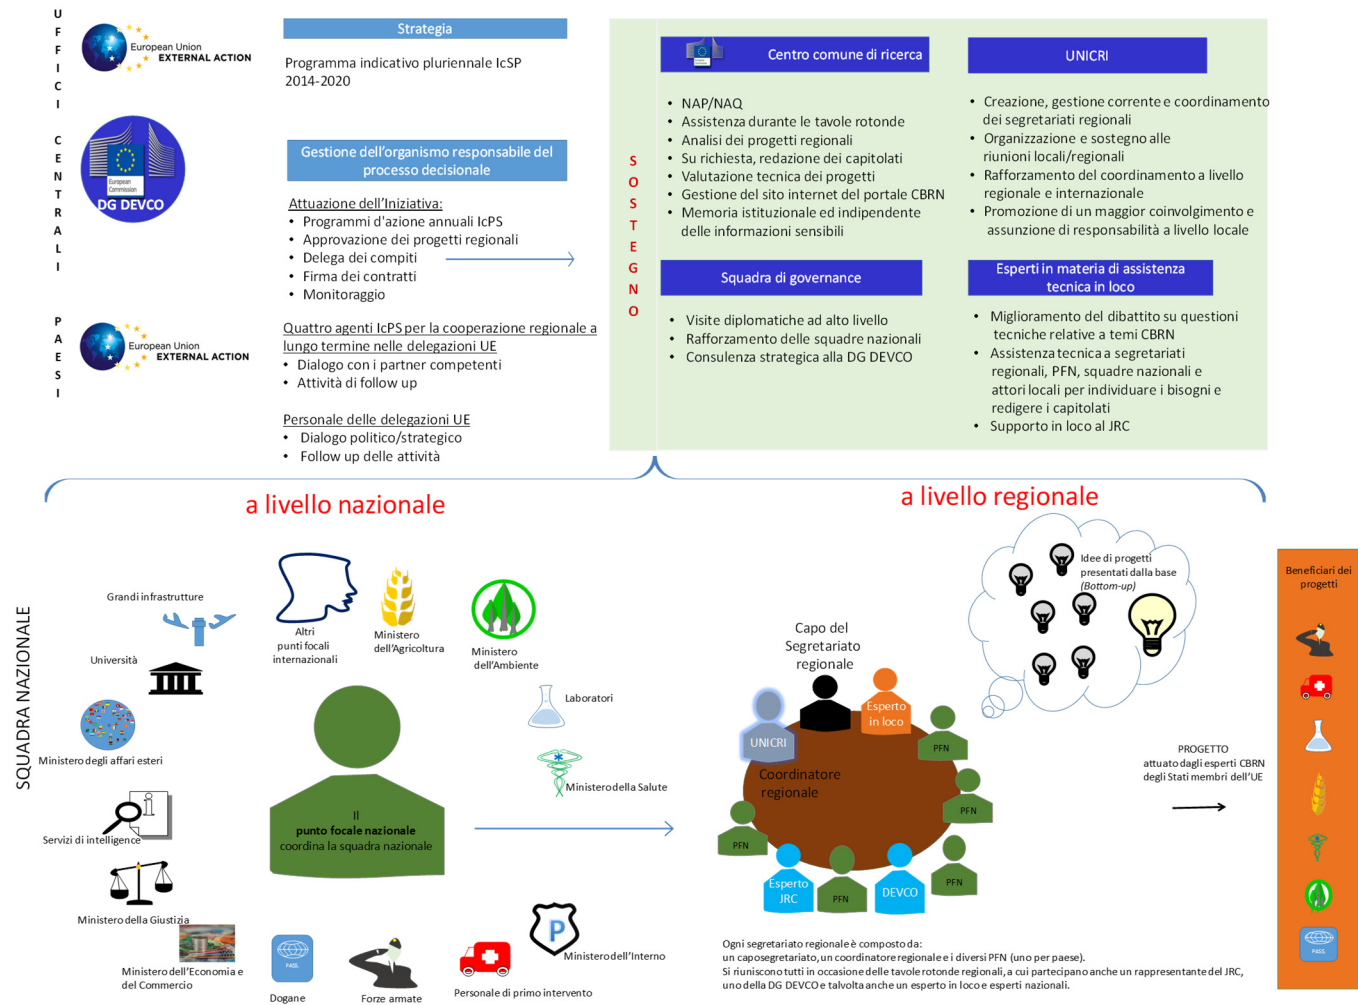 UFFICI CENTRALI
European Union
EXTERNAL ACTION
Strategia
Programma indicativo pluriennale IcSP
2014-2020
European
Commission
DG DEVCO
Gestione dell'organismo responsabile del
processo decisionale
Attuazione dell'Iniziativa:
• Programmi d'azione annuali IcPS
• Approvazione dei progetti regionali
• Delega dei compiti
• Firma dei contratti
• Monitoraggio
PAESI
European Union
EXTERNAL ACTION
Quattro agenti IcPS per la cooperazione regionale a
lungo termine nelle delegazioni UE
• Dialogo con i partner competenti
• Attività di follow up
Personale delle delegazioni UE
• Dialogo politico/strategico
• Follow up delle attività
SOSTEGNO
Centro comune di ricerca
• NAP/NAQ
• Assistenza durante le tavole rotonde
• Analisi dei progetti regionali
• Su richiesta, redazione dei capitolati
• Valutazione tecnica dei progetti
• Gestione del sito internet del portale CBRN
• Memoria istituzionale ed indipendente
delle informazioni sensibili
UNICRI
• Creazione, gestione corrente e coordinamento
dei segretariati regionali
• Organizzazione e sostegno alle
riunioni locali/regionali
• Rafforzamento del coordinamento a livello
regionale e internazionale
• Promozione di un maggior coinvolgimento e
assunzione di responsabilità a livello locale
Squadra di governance
• Visite diplomatiche ad alto livello
• Rafforzamento delle squadre nazionali
• Consulenza strategica alla DG DEVCO
Esperti in materia di assistenza
tecnica in loco
• Miglioramento del dibattito su questioni
tecniche relative a temi CBRN
• Assistenza tecnica a segretariati
regionali, PFN, squadre nazionali e
attori locali per individuare i bisogni e
redigere i capitolati
• Supporto in loco al JRC
a livello nazionale
SQUADRA NAZIONALE
Grandi infrastrutture
Altri
punti focali
internazionali
Ministero
dell'Agricoltura
Ministero
dell'Ambiente
Università
Laboratori
Ministero degli affari esteri
Ministero della Salute
Il
punto focale nazionale
coordina la squadra nazionale
Servizi di intelligence
Ministero della Giustizia
Ministero dell'Economia e
del Commercio
PASS.
Dogane
Forze armate
Personale di primo intervento
P
Ministero dell'Interno
a livello regionale
Idee di progetti
presentati dalla base
(Bottom-up)
Capo del
Segretariato
regionale
UNICRI
Esperto
in loco
PFN
Coordinatore
regionale
PFN
PFN
PFN
Esperto
JRC
PFN
DEVCO
PROGETTO
attuato dagli esperti CBRN
degli Stati membri dell'UE
Ogni segretariato regionale è composto da:
un caposegretariato, un coordinatore regionale e i diversi PFN (uno per paese).
Si riuniscono tutti in occasione delle tavole rotonde regionali, a cui partecipano anche un rappresentante del JRC,
uno della DG DEVCO e talvolta anche un esperto in loco e esperti nazionali.
Beneficiari dei
progetti
PASS.